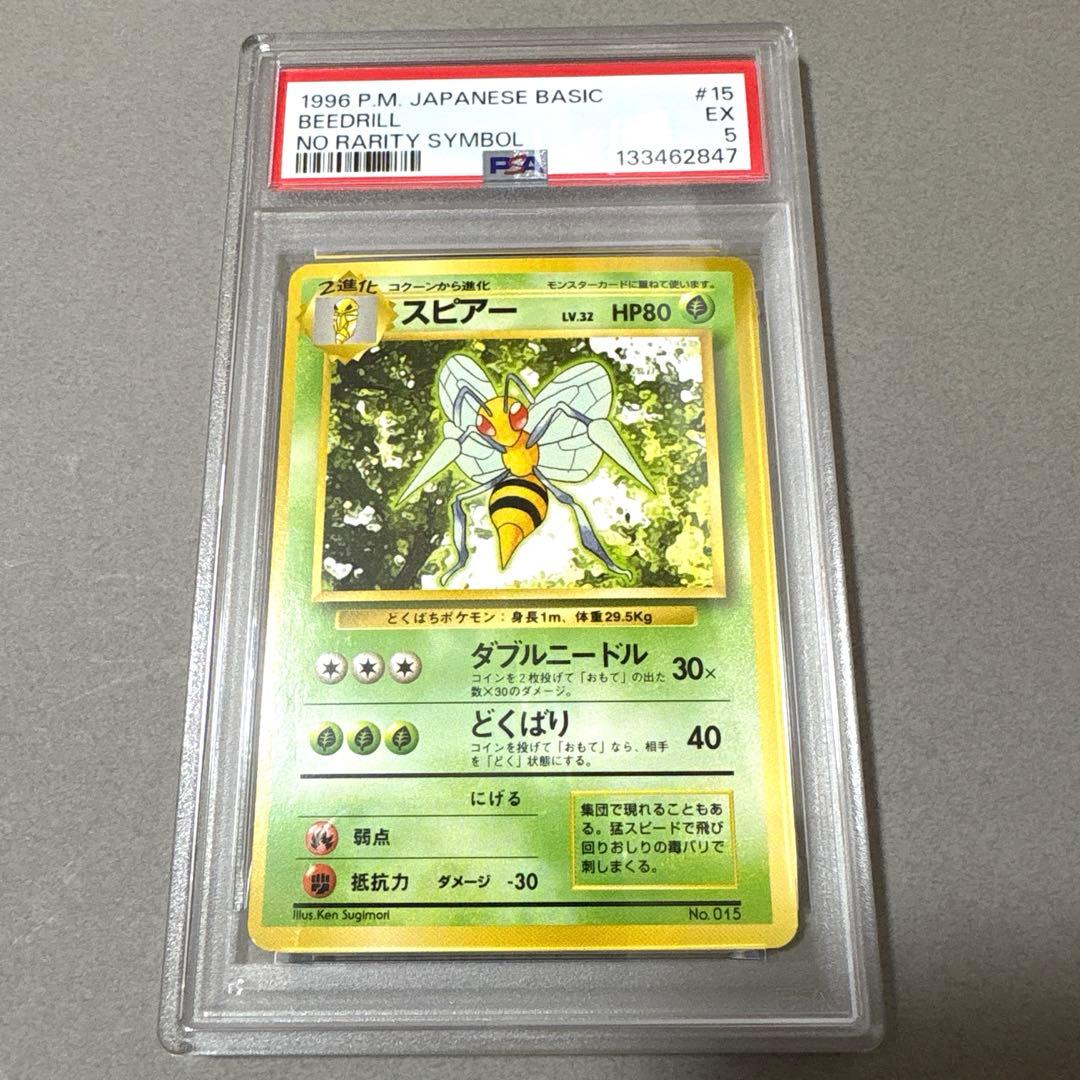 1996 P.M. JAPANESE BASIC #15
BEEDRILL EX
NO RARITY SYMBOL 5
PSA 133462847
2進化 コクーンから進化 モンスターカードに重ねて使います。
スピアー LV.32 HP80
どくばちポケモン：身長1m、体重29.5Kg
ダブルニードル 30×
コインを2枚投げて「おもて」の出た
数×30のダメージ。
どくばり 40
コインを投げて「おもて」なら、相手
を「どく」状態にする。
にげる
弱点
抵抗力 ダメージ -30
集団で現れることもあ
る。猛スピードで飛び
回りおしりの毒バリで
刺しまくる。
Illus.Ken Sugimori No.015